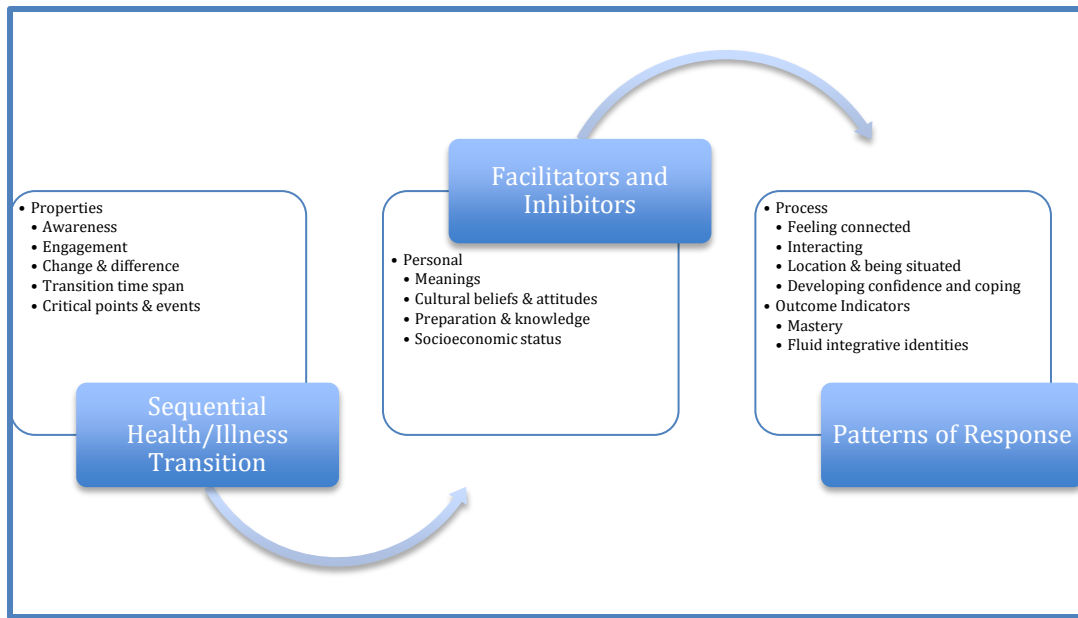 • Properties
• Awareness
• Engagement
• Change & difference
• Transition time span
• Critical points & events
Sequential
Health/Illness
Transition
Facilitators and
Inhibitors
• Personal
• Meanings
• Cultural beliefs & attitudes
• Preparation & knowledge
• Socioeconomic status
• Process
• Feeling connected
• Interacting
• Location & being situated
• Developing confidence and coping
• Outcome Indicators
• Mastery
• Fluid integrative identities
Patterns of Response